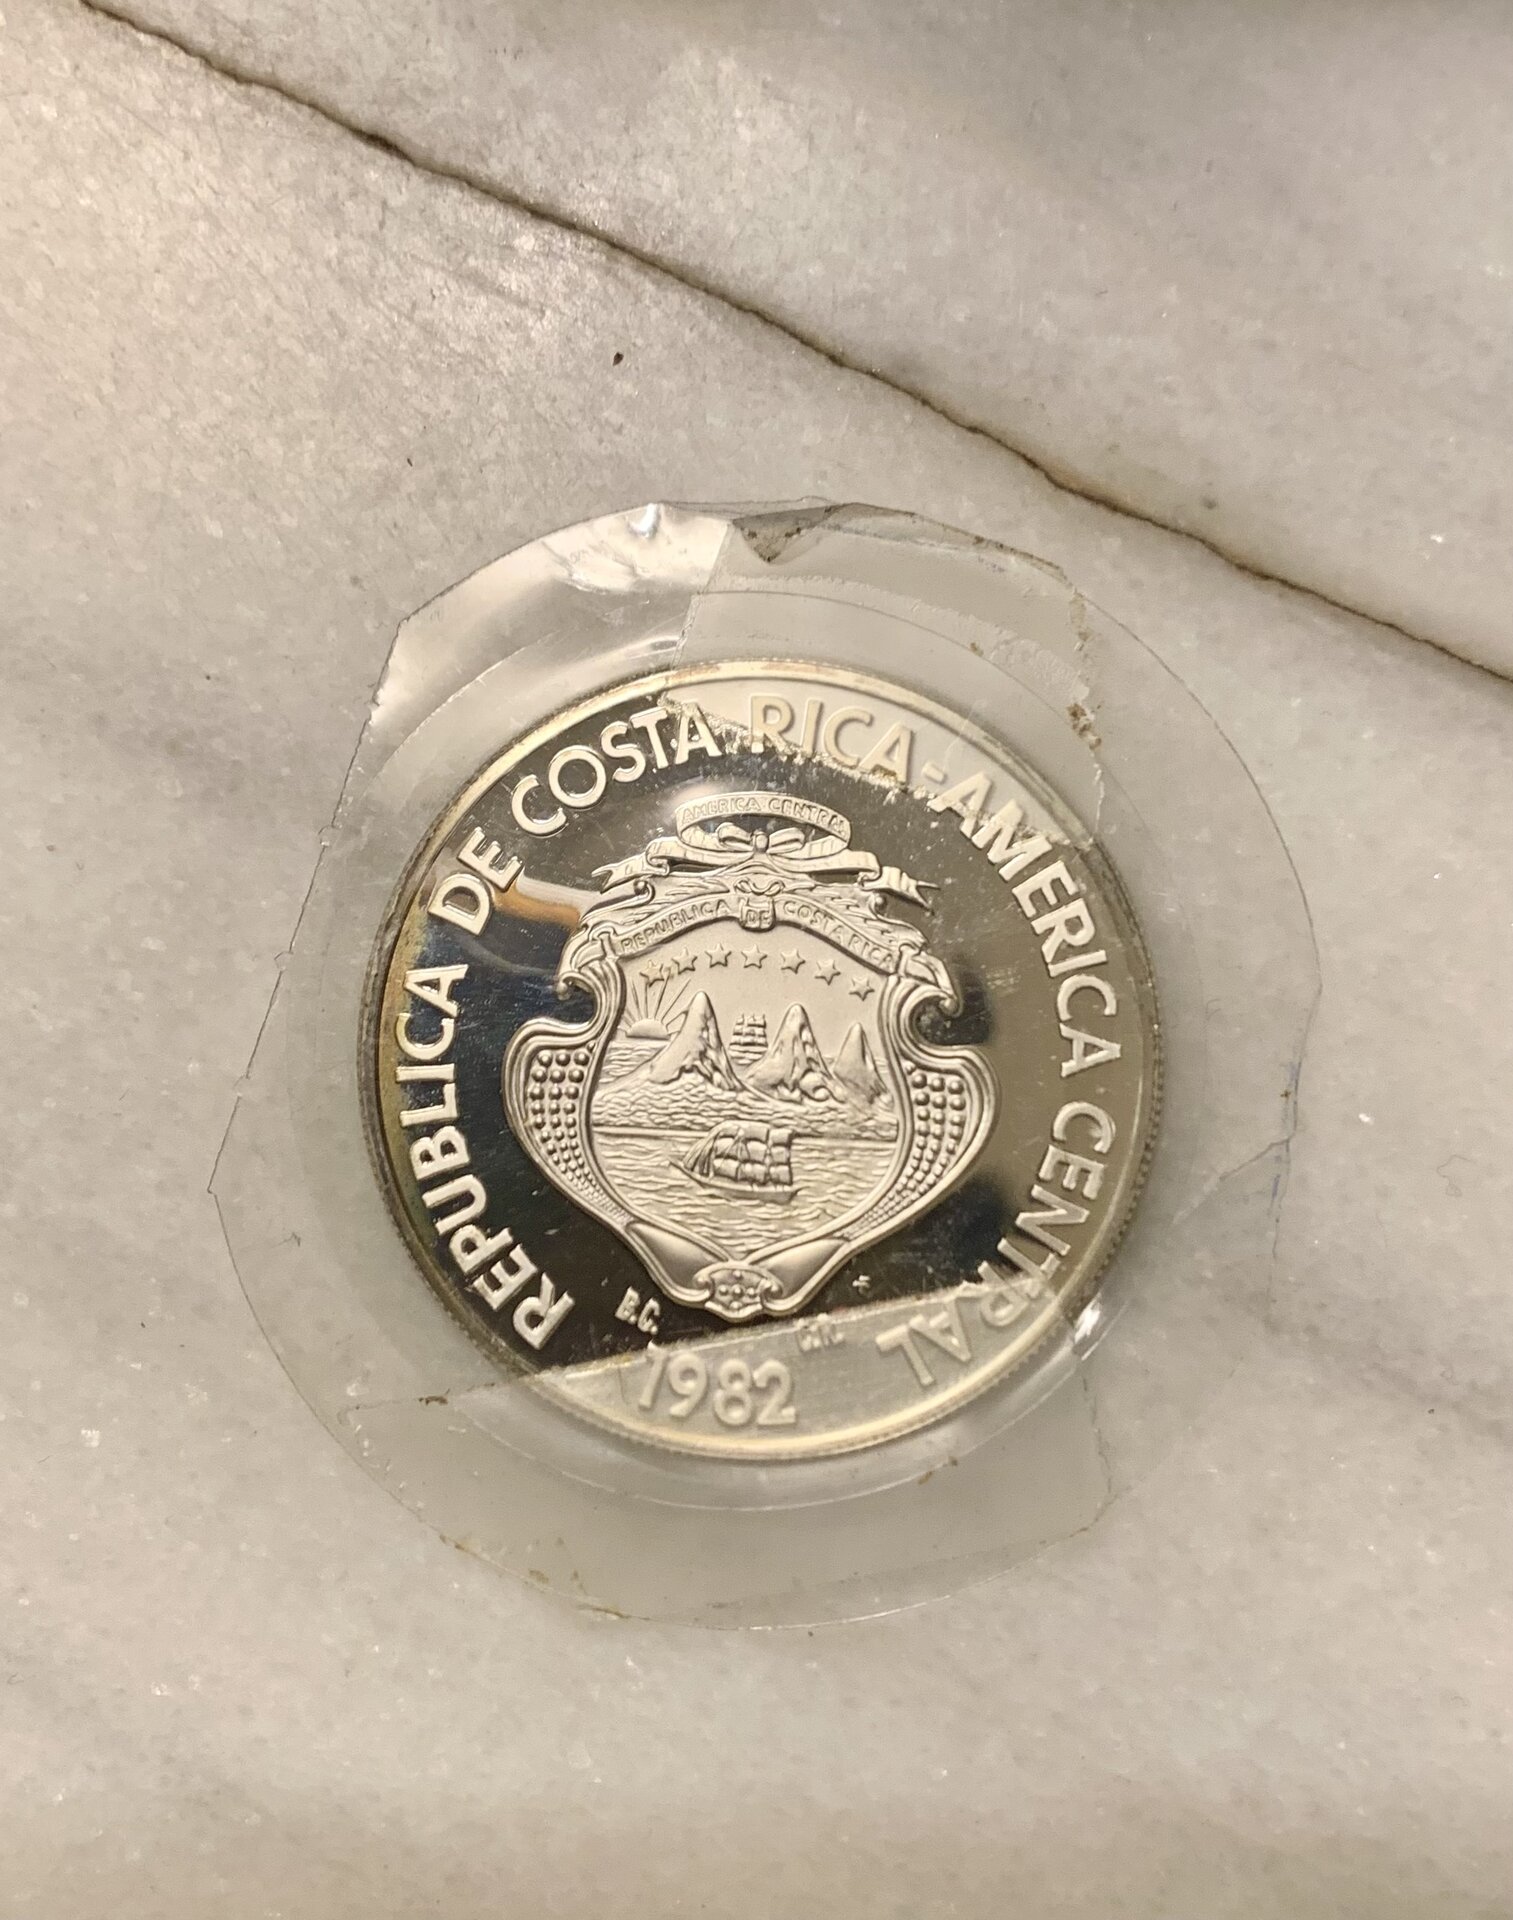 REPUBLICA DE COSTA RICA-AMERICA CENTRAL
AMERICA CENTRAL
REPUBLICA DE COSTA RICA
B.C.
1982